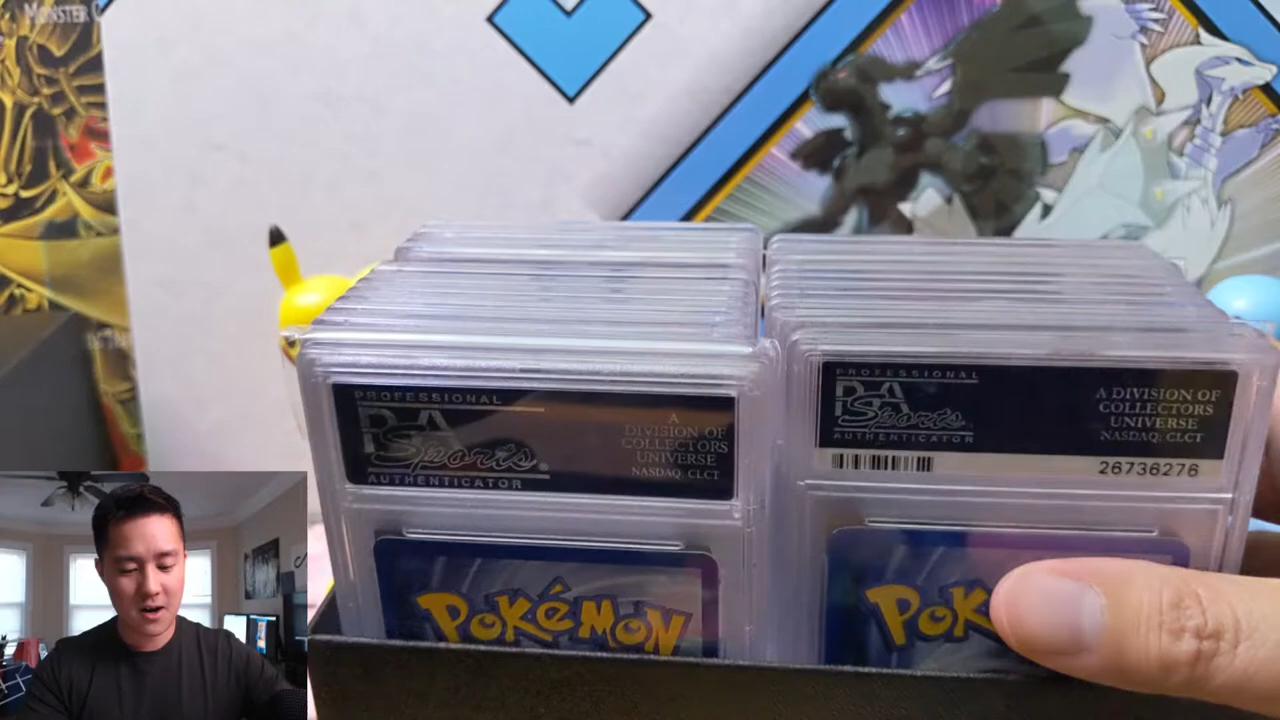 MONSTER C
PROFESSIONAL
PSA
Sports®
AUTHENTICATOR
A
DIVISION OF
COLLECTORS
UNIVERSE
NASDAQ: CLCT
POKéMON
PROFESSIONAL
PSA
Sports
AUTHENTICATOR
A DIVISION OF
COLLECTORS
UNIVERSE
NASDAQ: CLCT
26736276
POK